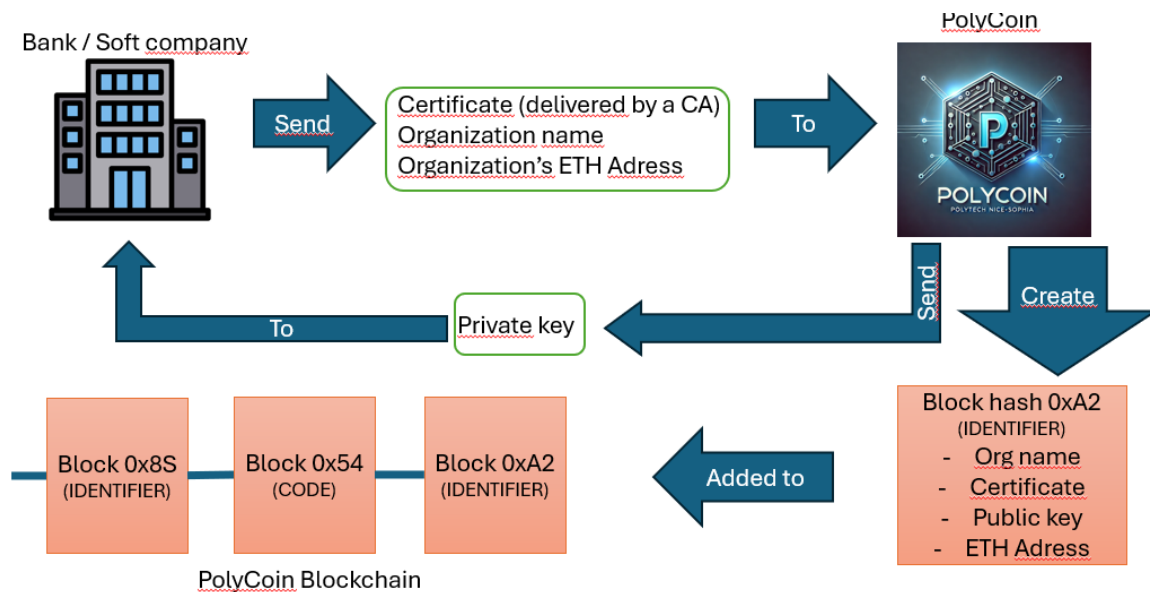 PolyCoin
Bank / Soft company
Send
Certificate (delivered by a CA)
Organization name
Organization's ETH Adress
To
P
POLYCOIN
POLYTECH NICE-SOPHIA
Send
Create
To
Private key
Block hash 0xA2
(IDENTIFIER)
- Org name
- Certificate
- Public key
- ETH Adress
Block 0x8S
(IDENTIFIER)
Block 0x54
(CODE)
Block 0xA2
(IDENTIFIER)
Added to
PolyCoin Blockchain